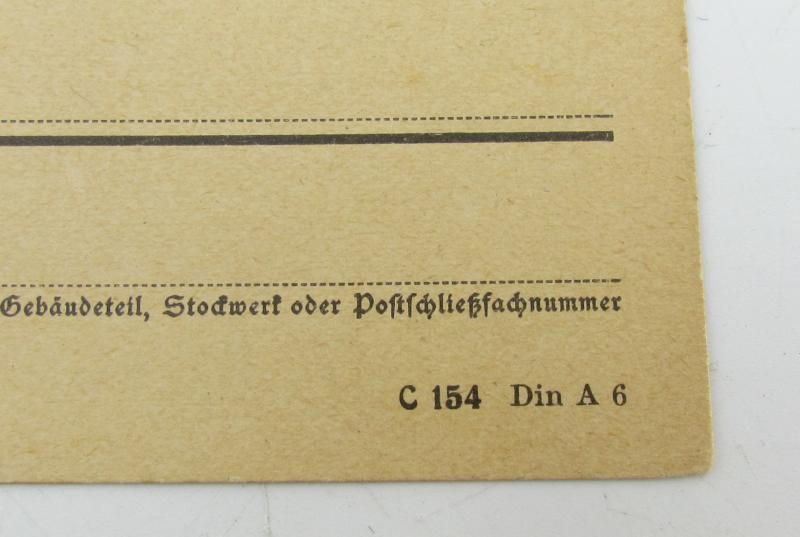 Gebäudeteil, Stockwerk oder Postschließfachnummer
C 154 Din A 6